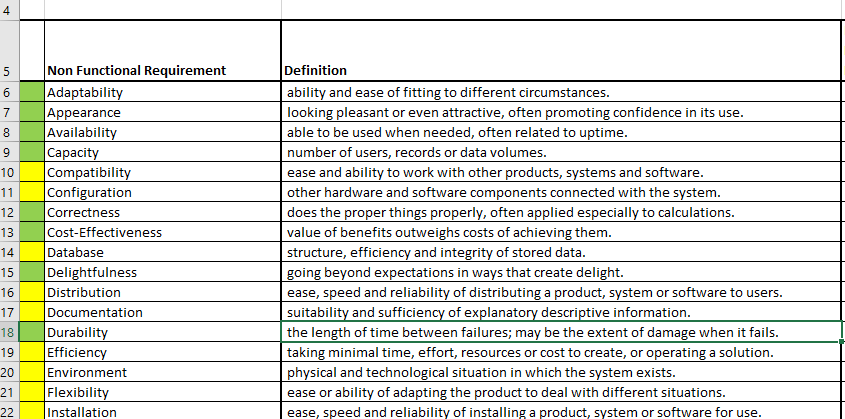 4
5 Non Functional Requirement Definition
6 Adaptability ability and ease of fitting to different circumstances.
7 Appearance looking pleasant or even attractive, often promoting confidence in its use.
8 Availability able to be used when needed, often related to uptime.
9 Capacity number of users, records or data volumes.
10 Compatibility ease and ability to work with other products, systems and software.
11 Configuration other hardware and software components connected with the system.
12 Correctness does the proper things properly, often applied especially to calculations.
13 Cost-Effectiveness value of benefits outweighs costs of achieving them.
14 Database structure, efficiency and integrity of stored data.
15 Delightfulness going beyond expectations in ways that create delight.
16 Distribution ease, speed and reliability of distributing a product, system or software to users.
17 Documentation suitability and sufficiency of explanatory descriptive information.
18 Durability the length of time between failures; may be the extent of damage when it fails.
19 Efficiency taking minimal time, effort, resources or cost to create, or operating a solution.
20 Environment physical and technological situation in which the system exists.
21 Flexibility ease or ability of adapting the product to deal with different situations.
22 Installation ease, speed and reliability of installing a product, system or software for use.